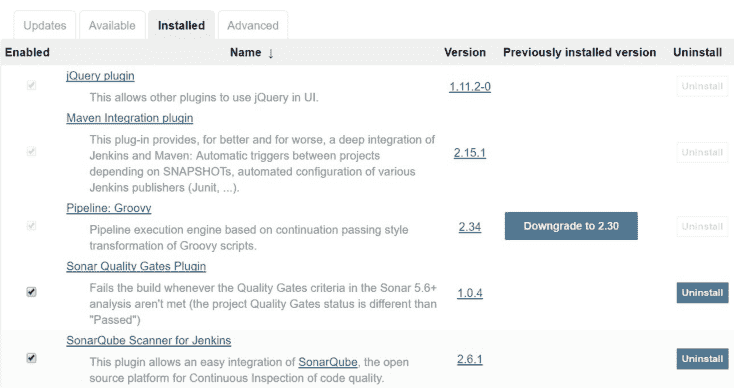 Updates Available Installed Advanced
Enabled Name ↓ Version Previously installed version Uninstall
jQuery plugin
This allows other plugins to use jQuery in UI.
1.11.2-0 Uninstall
Maven Integration plugin
This plug-in provides, for better and for worse, a deep integration of
Jenkins and Maven: Automatic triggers between projects
depending on SNAPSHOTs, automated configuration of various
Jenkins publishers (Junit, ...).
2.15.1 Uninstall
Pipeline: Groovy
Pipeline execution engine based on continuation passing style
transformation of Groovy scripts.
2.34 Downgrade to 2.30 Uninstall
Sonar Quality Gates Plugin
Fails the build whenever the Quality Gates criteria in the Sonar 5.6+
analysis aren't met (the project Quality Gates status is different than
"Passed")
1.0.4 Uninstall
SonarQube Scanner for Jenkins
This plugin allows an easy integration of SonarQube, the open
source platform for Continuous Inspection of code quality.
2.6.1 Uninstall